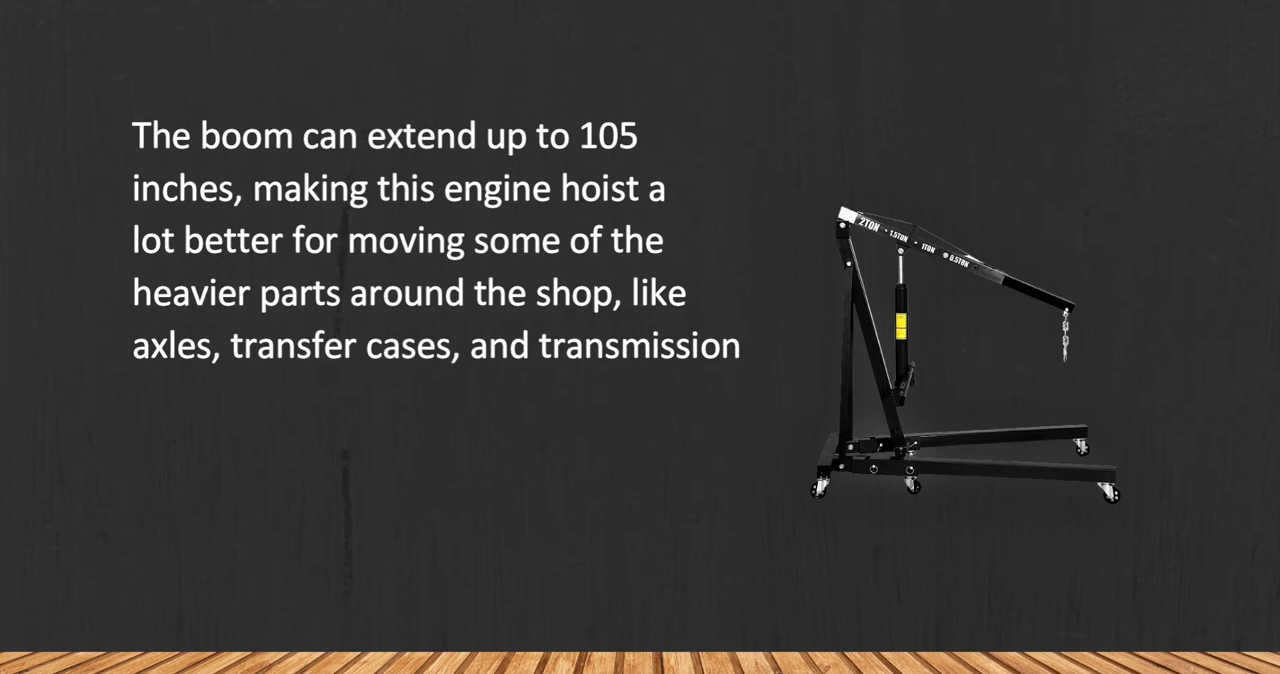 The boom can extend up to 105
inches, making this engine hoist a
lot better for moving some of the
heavier parts around the shop, like
axles, transfer cases, and transmission
2TON 1.5TON 1TON 0.5TON